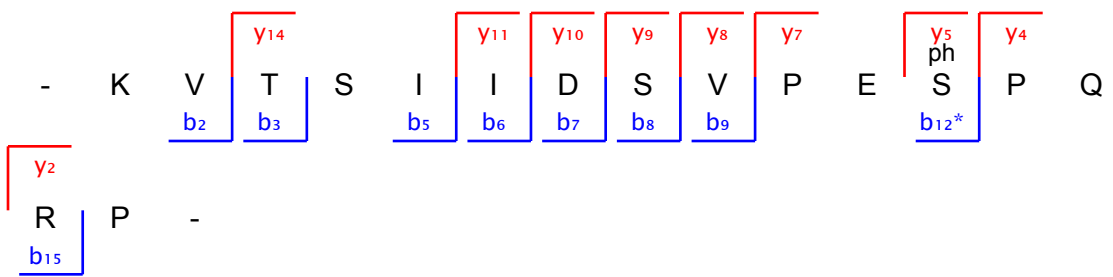 y14 y11 y10 y9 y8 y7 y5 y4
ph
- K V T S I I D S V P E S P Q
b2 b3 b5 b6 b7 b8 b9 b12*
y2
R P -
b15